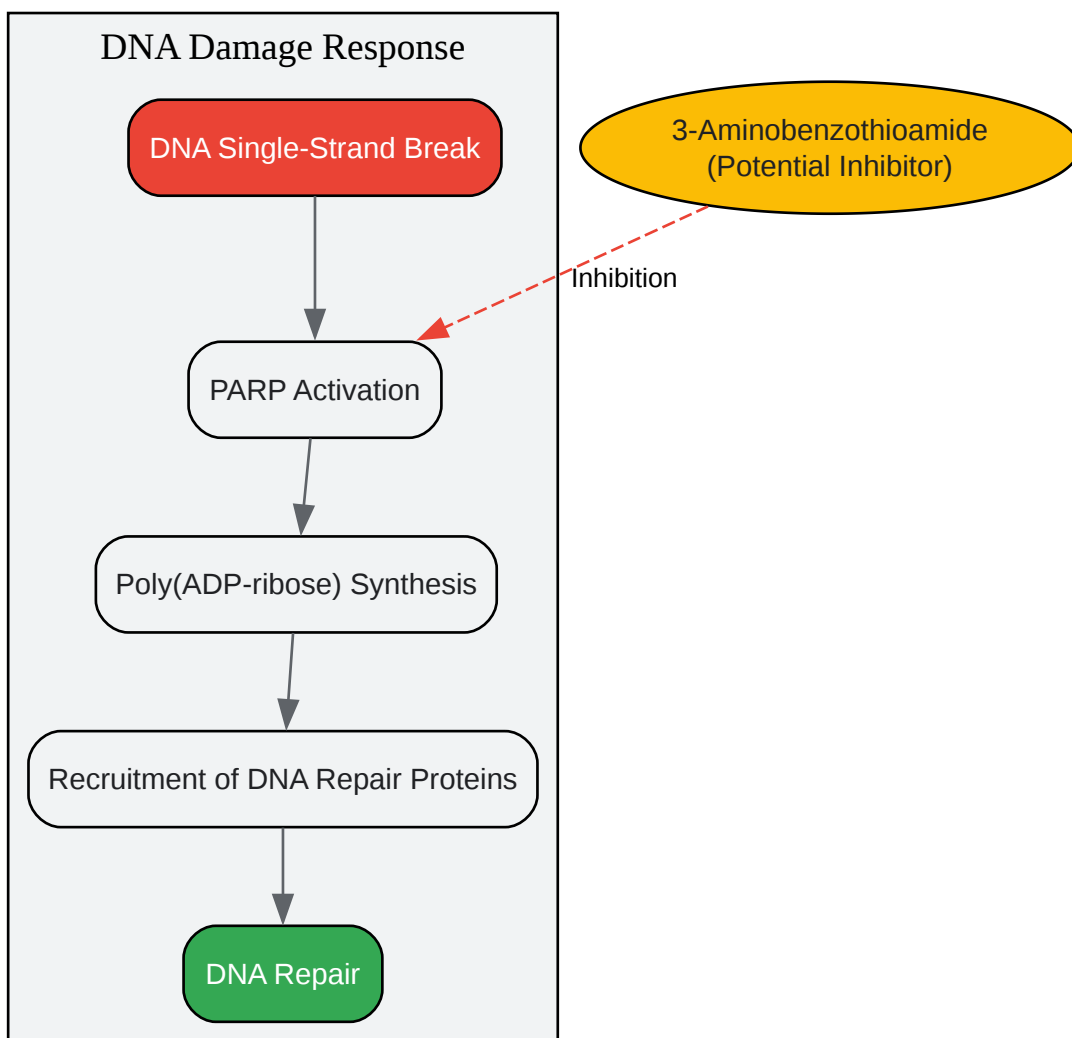 DNA Damage Response
DNA Single-Strand Break
3-Aminobenzothioamide
(Potential Inhibitor)
Inhibition
PARP Activation
Poly(ADP-ribose) Synthesis
Recruitment of DNA Repair Proteins
DNA Repair